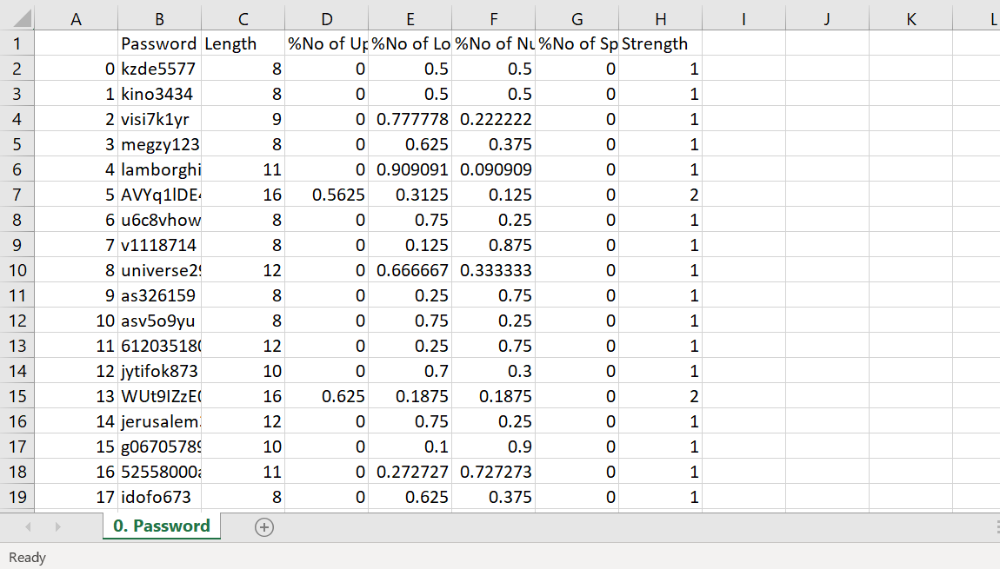 A B C D E F G H I J K L
1 Password Length %No of Up %No of Lo %No of Nu %No of Sp Strength
2 0 kzde5577 8 0 0.5 0.5 0 1
3 1 kino3434 8 0 0.5 0.5 0 1
4 2 visi7k1yr 9 0 0.777778 0.222222 0 1
5 3 megzy123 8 0 0.625 0.375 0 1
6 4 lamborghi 11 0 0.909091 0.090909 0 1
7 5 AVYq1lDE4 16 0.5625 0.3125 0.125 0 2
8 6 u6c8vhow 8 0 0.75 0.25 0 1
9 7 v1118714 8 0 0.125 0.875 0 1
10 8 universe29 12 0 0.666667 0.333333 0 1
11 9 as326159 8 0 0.25 0.75 0 1
12 10 asv5o9yu 8 0 0.75 0.25 0 1
13 11 612035180 12 0 0.25 0.75 0 1
14 12 jytifok873 10 0 0.7 0.3 0 1
15 13 WUt9IZzE0 16 0.625 0.1875 0.1875 0 2
16 14 jerusalem3 12 0 0.75 0.25 0 1
17 15 g06705789 10 0 0.1 0.9 0 1
18 16 52558000a 11 0 0.272727 0.727273 0 1
19 17 idofo673 8 0 0.625 0.375 0 1
0. Password
Ready